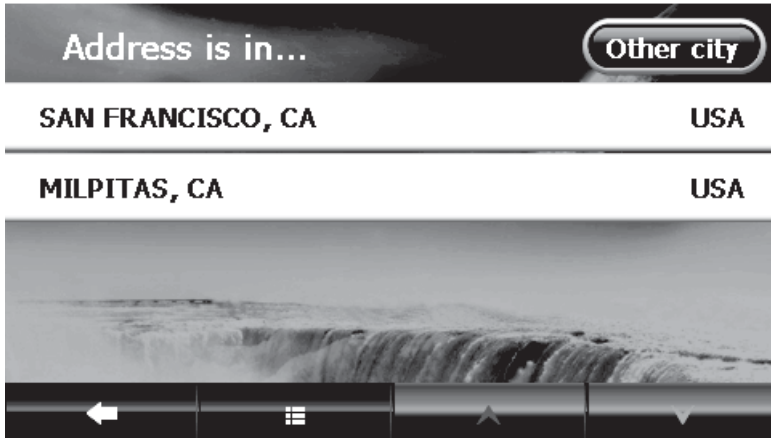 Address is in...
Other city
SAN FRANCISCO, CA USA
MILPITAS, CA USA